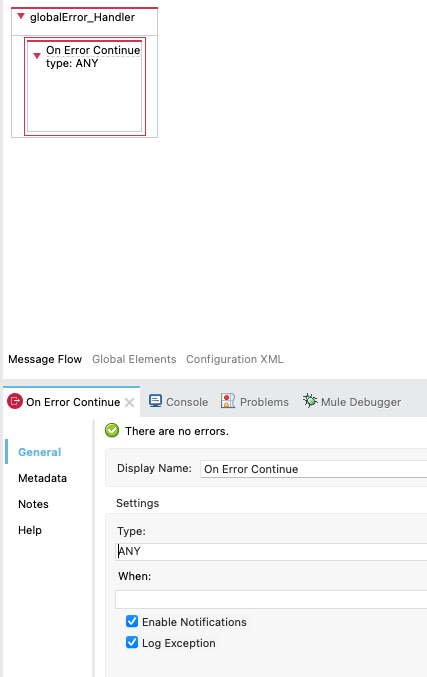 globalError_Handler
On Error Continue
type: ANY
Message Flow Global Elements Configuration XML
On Error Continue Console Problems Mule Debugger
There are no errors.
General
Display Name: On Error Continue
Metadata
Notes
Settings
Help
Type:
ANY
When:
Enable Notifications
Log Exception